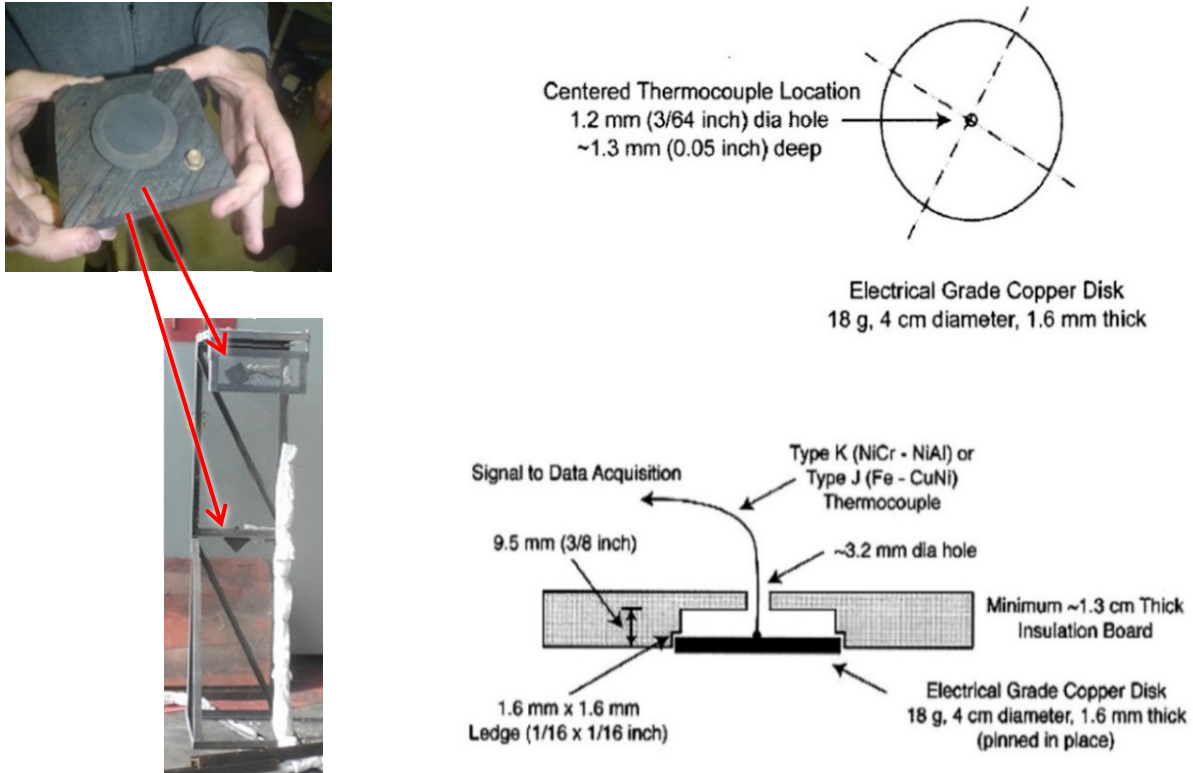 Centered Thermocouple Location
1.2 mm (3/64 inch) dia hole
~1.3 mm (0.05 inch) deep
Electrical Grade Copper Disk
18 g, 4 cm diameter, 1.6 mm thick
Signal to Data Acquisition
Type K (NiCr - NiAl) or
Type J (Fe - CuNi)
Thermocouple
9.5 mm (3/8 inch)
~3.2 mm dia hole
Minimum ~1.3 cm Thick
Insulation Board
1.6 mm x 1.6 mm
Ledge (1/16 x 1/16 inch)
Electrical Grade Copper Disk
18 g, 4 cm diameter, 1.6 mm thick
(pinned in place)